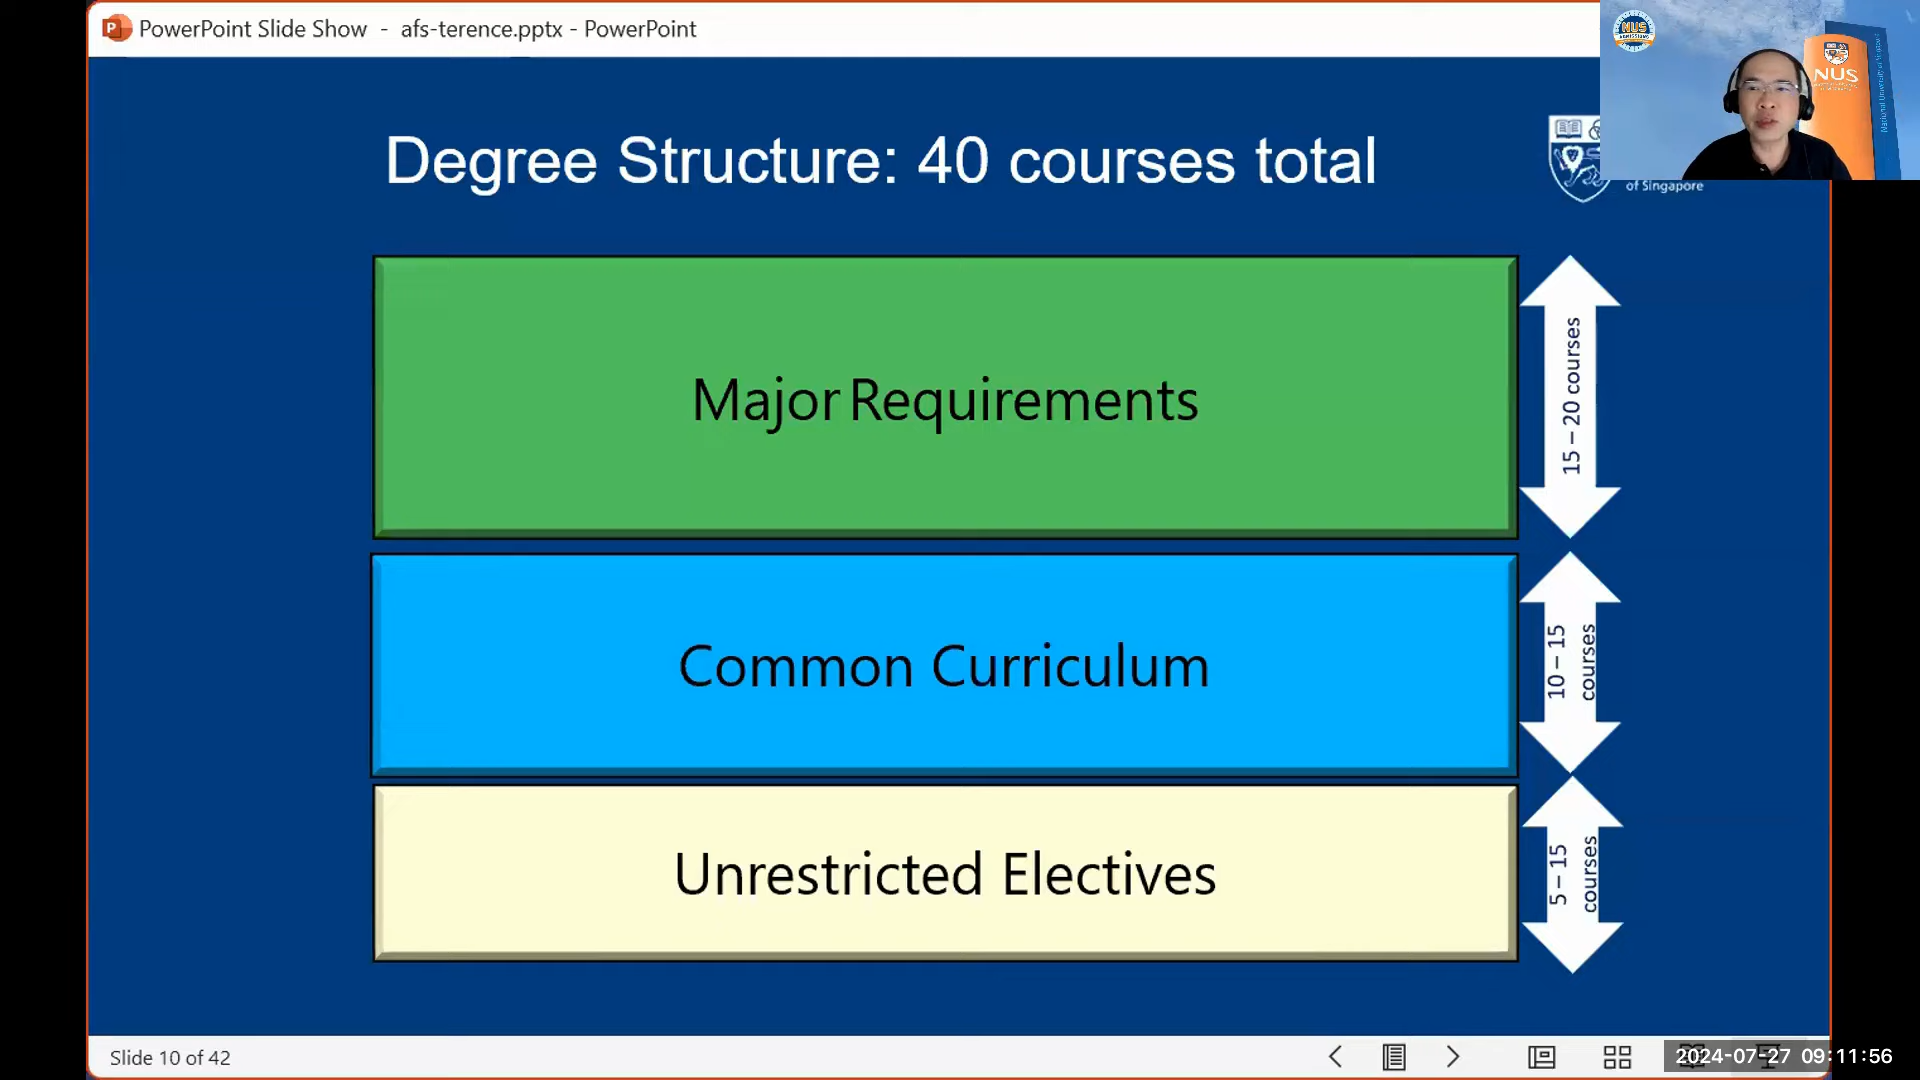 PowerPoint Slide Show - afs-terence.pptx - PowerPoint
NUS
NUS
Degree Structure: 40 courses total
of Singapore
Major Requirements
15 – 20 courses
Common Curriculum
10 – 15
courses
Unrestricted Electives
5 – 15
courses
Slide 10 of 42
2024-07-27 09:11:56